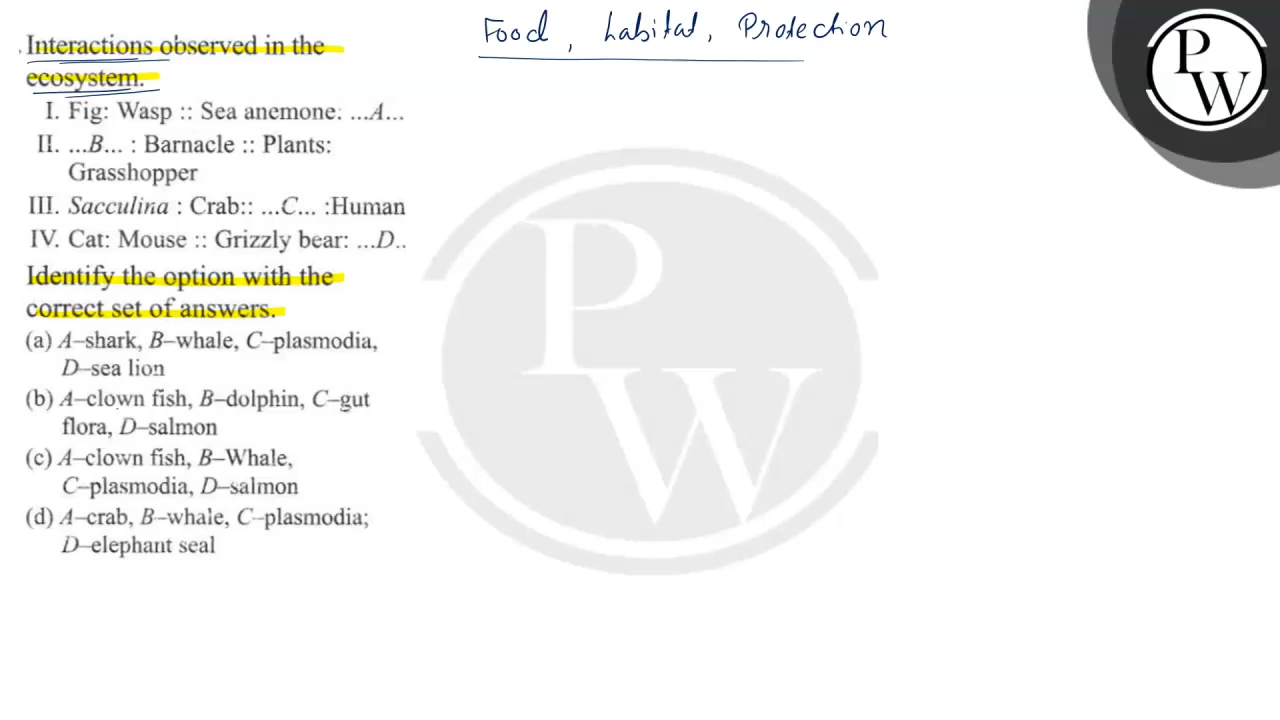 Food, habitat, Protection
Interactions observed in the
ecosystem.
I. Fig: Wasp :: Sea anemone: ...A...
II. ...B... : Barnacle :: Plants:
Grasshopper
III. Sacculina : Crab:: ...C... :Human
IV. Cat: Mouse :: Grizzly bear: ...D..
Identify the option with the
correct set of answers.
(a) A–shark, B–whale, C–plasmodia,
D–sea lion
(b) A–clown fish, B–dolphin, C–gut
flora, D–salmon
(c) A–clown fish, B–Whale,
C–plasmodia, D–salmon
(d) A–crab, B–whale, C–plasmodia;
D–elephant seal
P
W
P
W